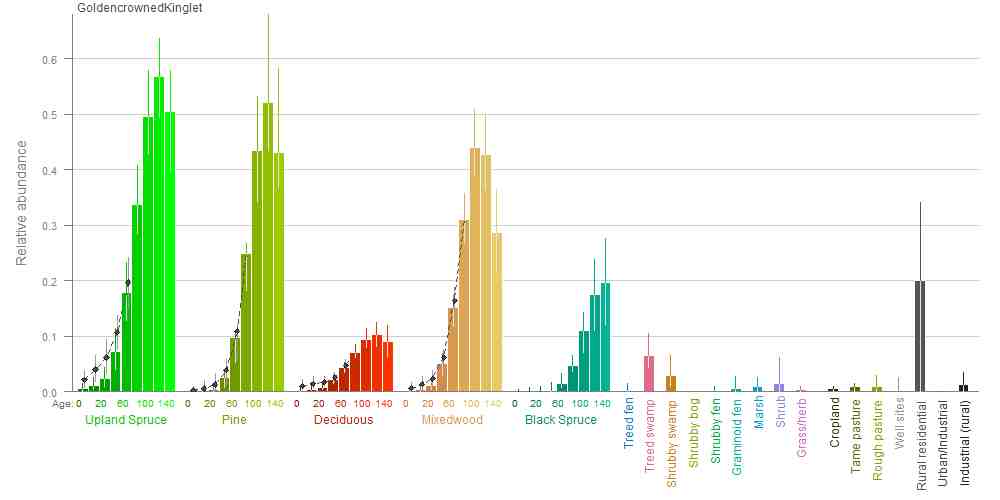 GoldencrownedKinglet
Relative abundance
0.6
0.5
0.4
0.3
0.2
0.1
0.0
Age: 0 20 60 100 140 0 20 60 100 140 0 20 60 100 140 0 20 60 100 140 0 20 60 100 140
Upland Spruce Pine Deciduous Mixedwood Black Spruce
Treed fen
Treed swamp
Shrubby swamp
Shrubby bog
Shrubby fen
Graminoid fen
Marsh
Shrub
Grass/herb
Cropland
Tame pasture
Rough pasture
Well sites
Rural residential
Urban/Industrial
Industrial (rural)